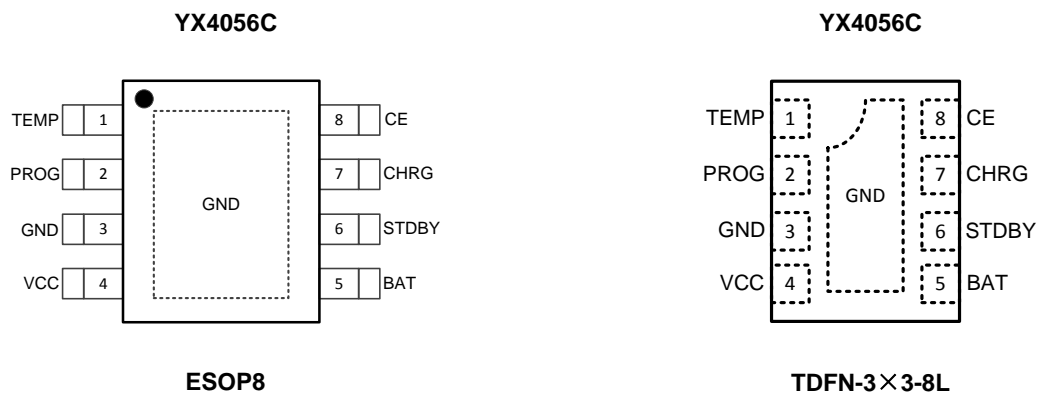 YX4056C YX4056C
TEMP 1 8 CE TEMP 1 8 CE
PROG 2 7 CHRG PROG 2 7 CHRG
GND GND
GND 3 6 STDBY GND 3 6 STDBY
VCC 4 5 BAT VCC 4 5 BAT
ESOP8 TDFN-3×3-8L